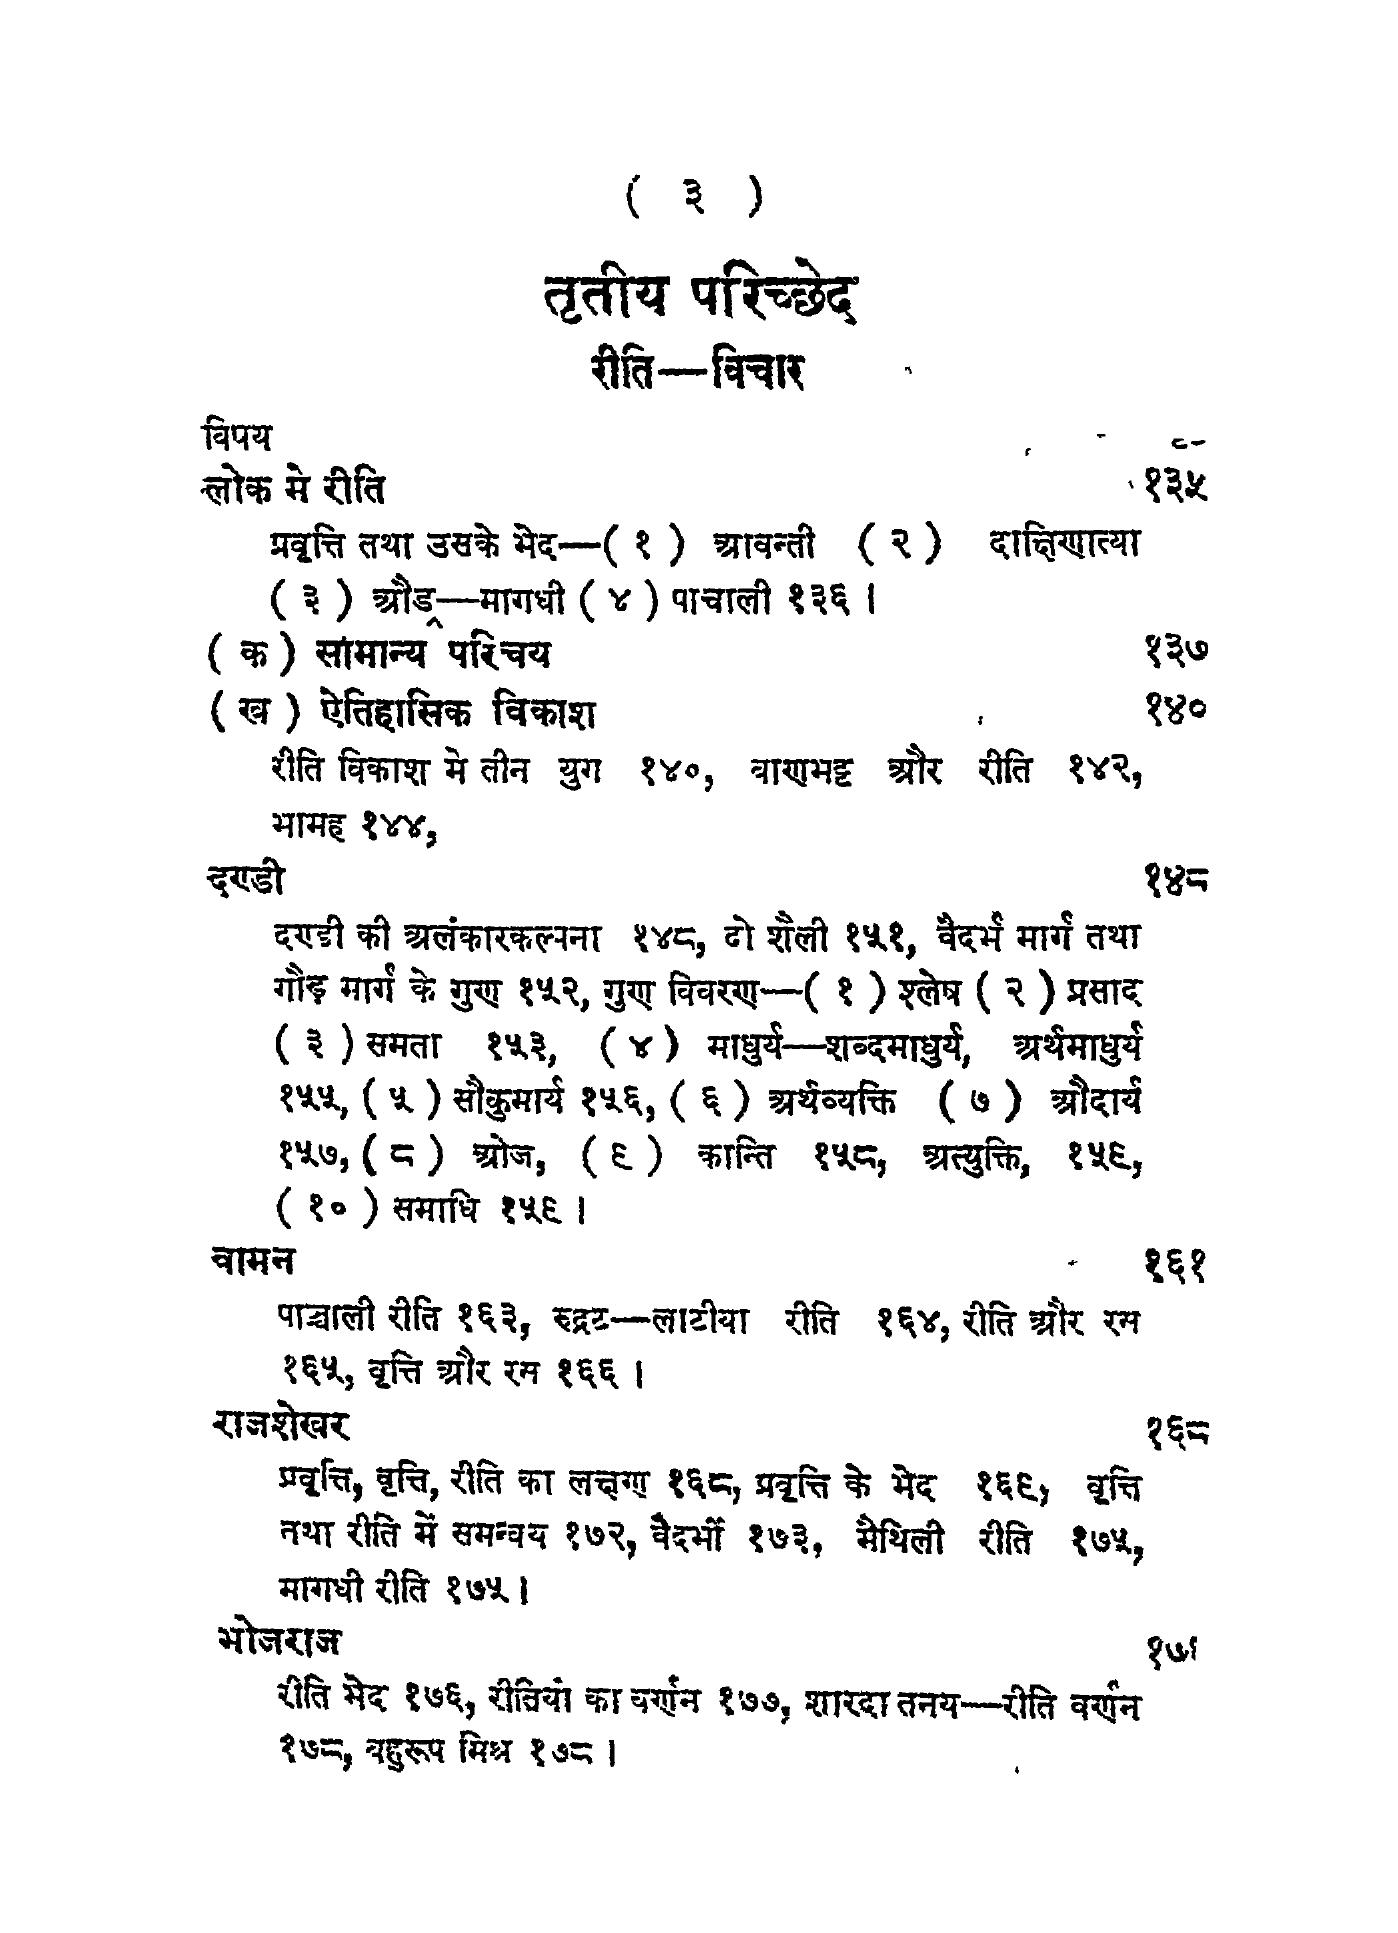 ( ३ )
तृतीय परिच्छेद
रीति—विचार
विषय
लोक मे रीति १३५
प्रवृत्ति तथा उसके भेद—( १ ) आवन्ती ( २ ) दाक्षिणात्या
( ३ ) औड्र—मागधी ( ४ ) पाचाली १३६ ।
( क ) सामान्य परिचय १३७
( ख ) ऐतिहासिक विकाश १४०
रीति विकाश मे तीन युग १४०, बाणभट्ट और रीति १४२,
भामह १४४,
दण्डी १४८
दण्डी की अलंकारकल्पना १४८, दो शैली १५१, वैदर्भ मार्ग तथा
गौड़ मार्ग के गुण १५२, गुण विवरण—( १ ) श्लेष ( २ ) प्रसाद
( ३ ) समता १५३, ( ४ ) माधुर्य—शब्दमाधुर्य, अर्थमाधुर्य
१५५, ( ५ ) सौकुमार्य १५६, ( ६ ) अर्थव्यक्ति ( ७ ) औदार्य
१५७, ( ८ ) ओज, ( ९ ) कान्ति १५८, अत्युक्ति, १५९,
( १० ) समाधि १५९ ।
वामन १६१
पाञ्चाली रीति १६३, रुद्रट—लाटीया रीति १६४, रीति और रस
१६५, वृत्ति और रस १६६ ।
राजशेखर १६८
प्रवृत्ति, वृत्ति, रीति का लक्षण १६८, प्रवृत्ति के भेद १६९, वृत्ति
तथा रीति में समन्वय १७२, वैदर्भी १७३, मैथिली रीति १७५,
मागधी रीति १७५ ।
भोजराज
रीति भेद १७६, रीतियों का वर्णन १७७, शारदा तनय—रीति वर्णन
१७८, बहुरूप मिश्र १७८ ।